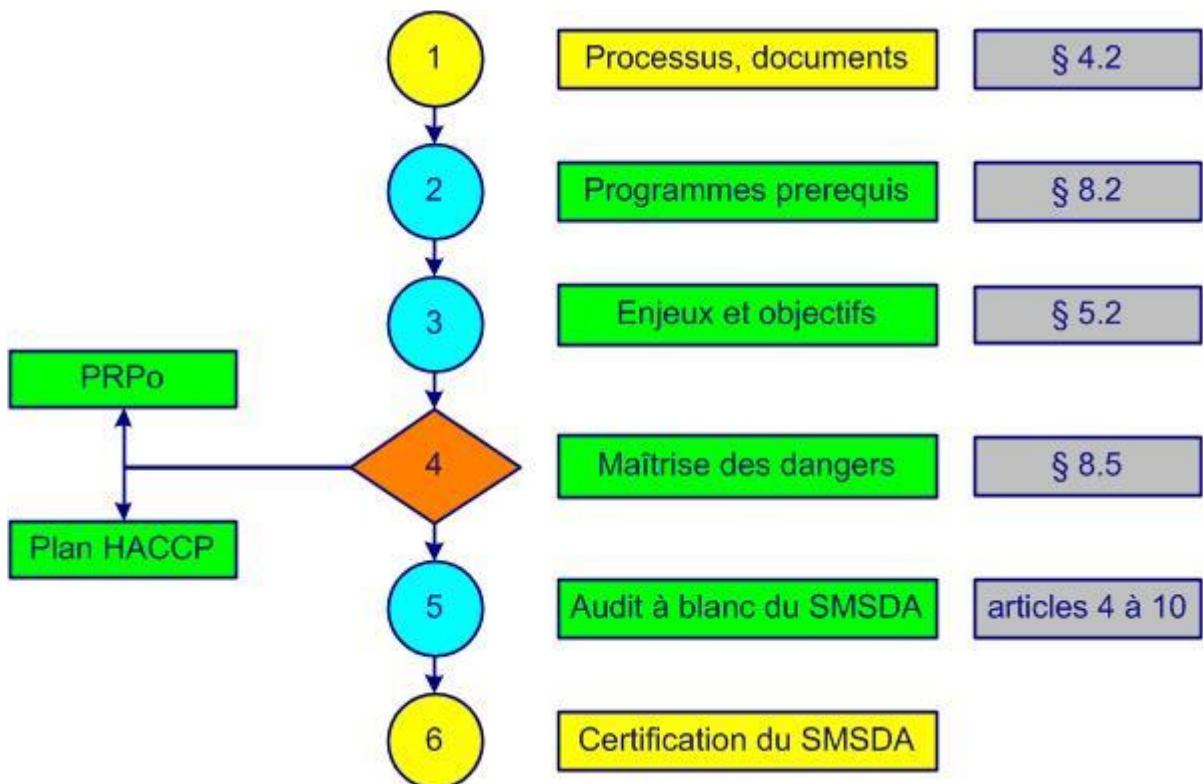 1
Processus, documents
§ 4.2
2
Programmes prerequis
§ 8.2
3
Enjeux et objectifs
§ 5.2
PRPo
4
Maîtrise des dangers
§ 8.5
Plan HACCP
5
Audit à blanc du SMSDA
articles 4 à 10
6
Certification du SMSDA